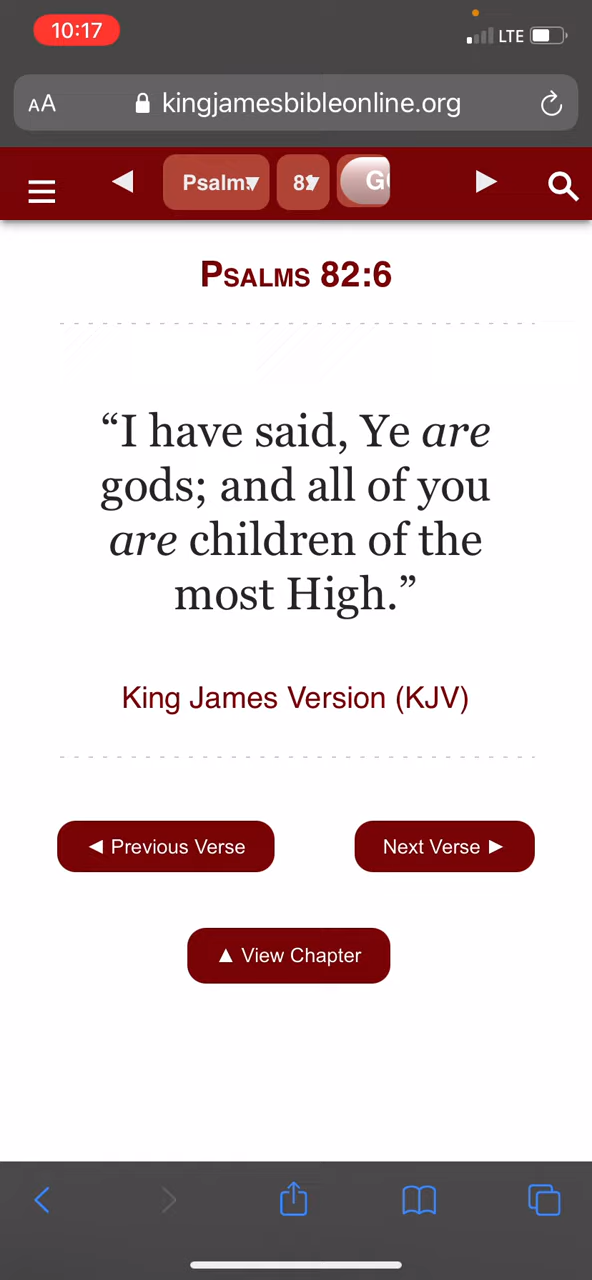 10:17
LTE
AA kingjamesbibleonline.org
Psalm
PSALMS 82:6
“I have said, Ye are
gods; and all of you
are children of the
most High.”
King James Version (KJV)
◄ Previous Verse
Next Verse ►
▲ View Chapter